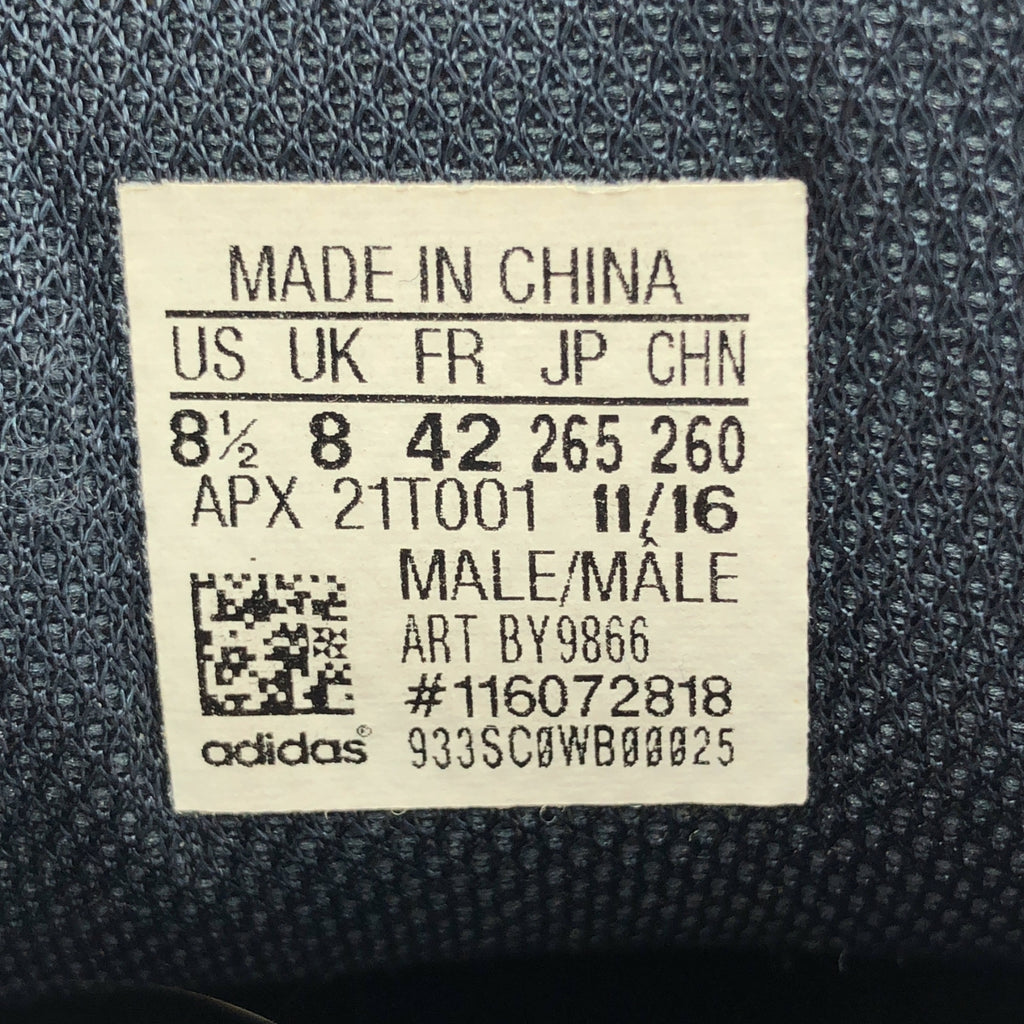 MADE IN CHINA
US UK FR JP CHN
8½ 8 42 265 260
APX 21T001 11/16
MALE/MÂLE
ART BY9866
#116072818
adidas® 933SC0WB000025